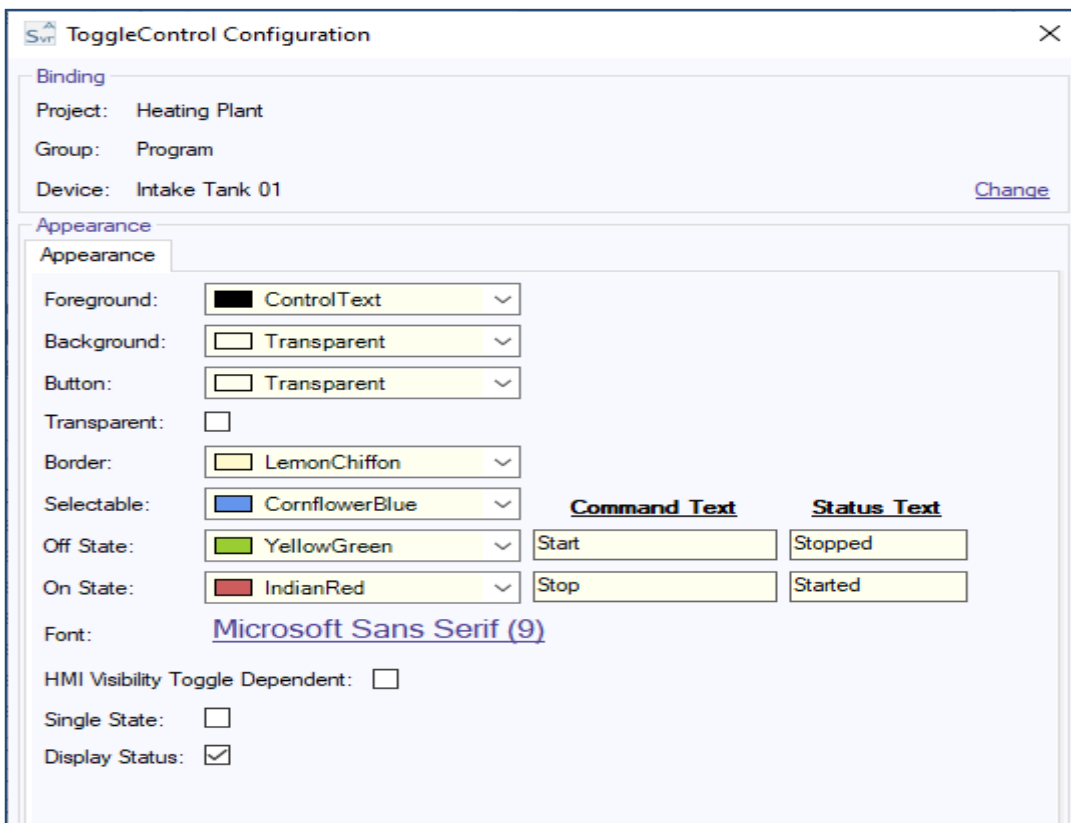 Svr ToggleControl Configuration
Binding
Project: Heating Plant
Group: Program
Device: Intake Tank 01 Change
Appearance
Appearance
Foreground: ControlText
Background: Transparent
Button: Transparent
Transparent:
Border: LemonChiffon
Selectable: CornflowerBlue Command Text Status Text
Off State: YellowGreen Start Stopped
On State: IndianRed Stop Started
Font: Microsoft Sans Serif (9)
HMI Visibility Toggle Dependent:
Single State:
Display Status: